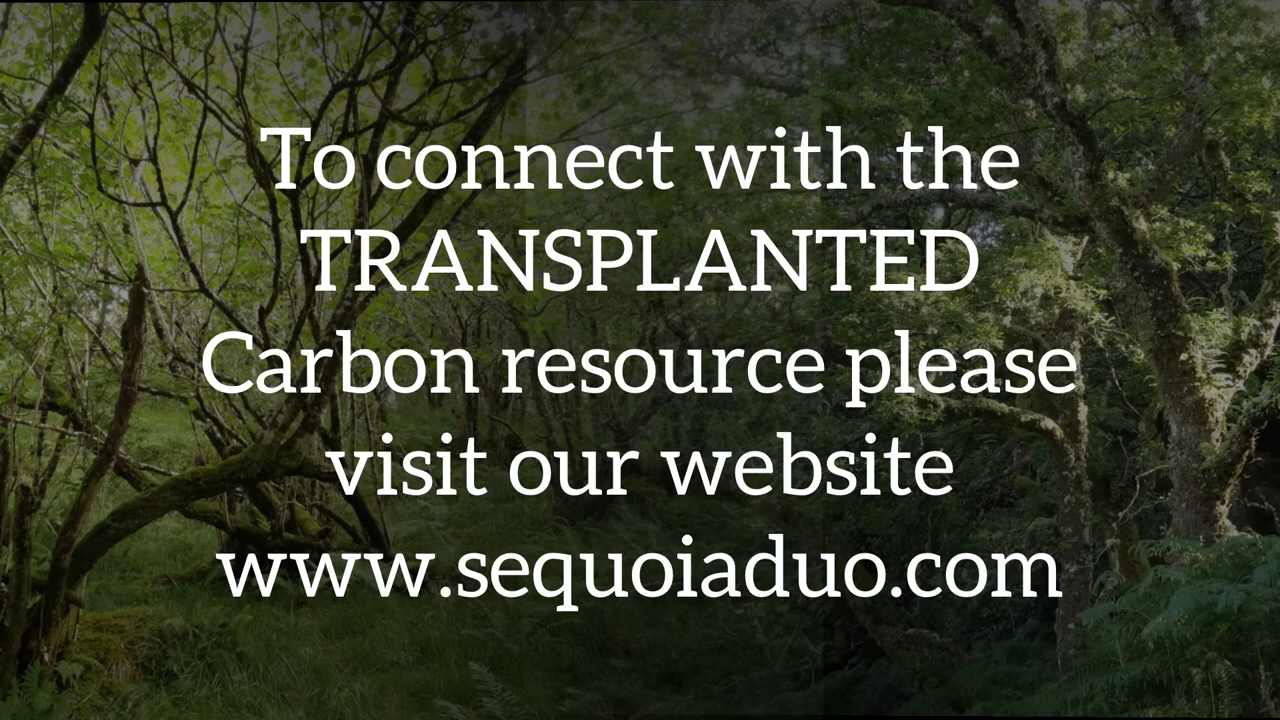 To connect with the
TRANSPLANTED
Carbon resource please
visit our website
www.sequoiaduo.com